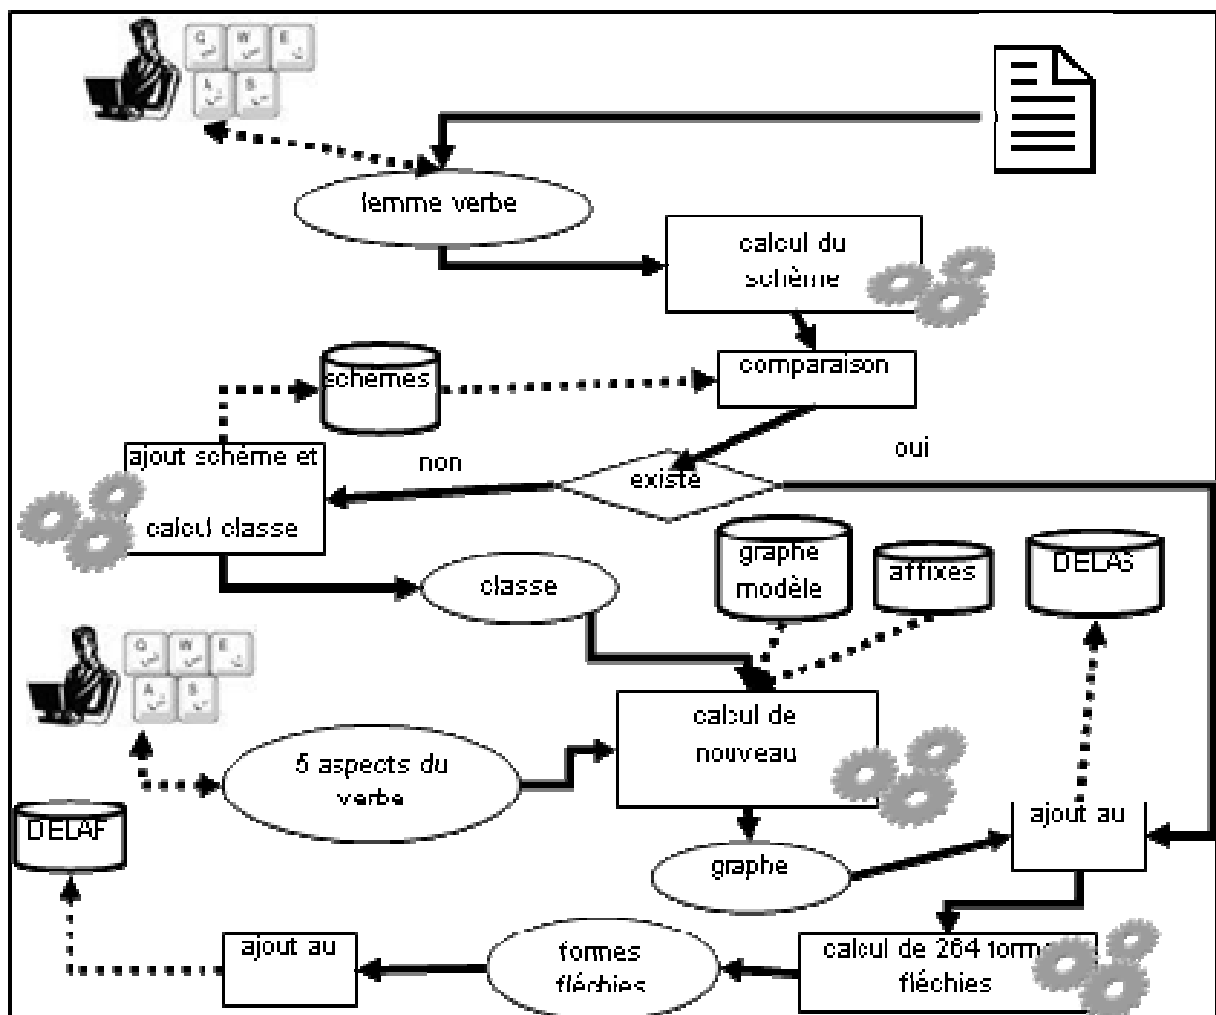 Q W E
A S
lemme verbe
calcul du
schème
comparaison
schèmes
oui
non
existe
ajout schème et
calcul classe
graphe
modèle
affixes
DELAS
classe
Q W E
A S
calcul de
nouveau
5 aspects du
verbe
DELAF
ajout au
graphe
ajout au
formes
fléchies
calcul de 264
fléchies